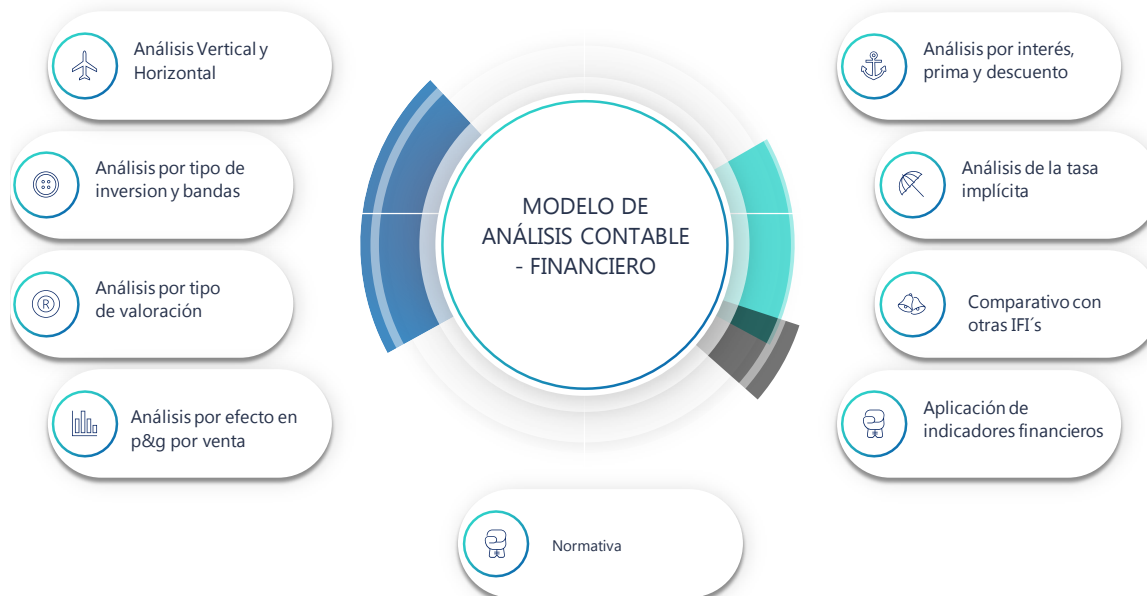 Análisis Vertical y
Horizontal
Análisis por tipo de
inversion y bandas
Análisis por tipo
de valoración
Análisis por efecto en
p&g por venta
MODELO DE
ANÁLISIS CONTABLE
- FINANCIERO
Análisis por interés,
prima y descuento
Análisis de la tasa
implícita
Comparativo con
otras IFI´s
Aplicación de
indicadores financieros
Normativa
R